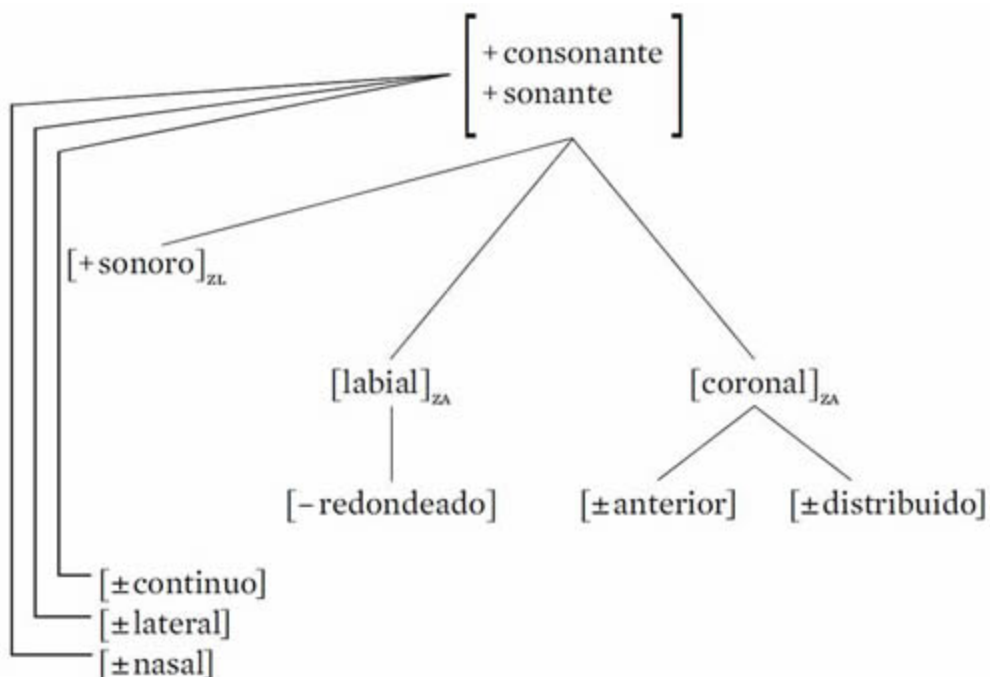 + consonante
+ sonante
[+sonoro]ZL
[labial]ZA
[coronal]ZA
[−redondeado]
[±anterior]
[±distribuido]
[±continuo]
[±lateral]
[±nasal]